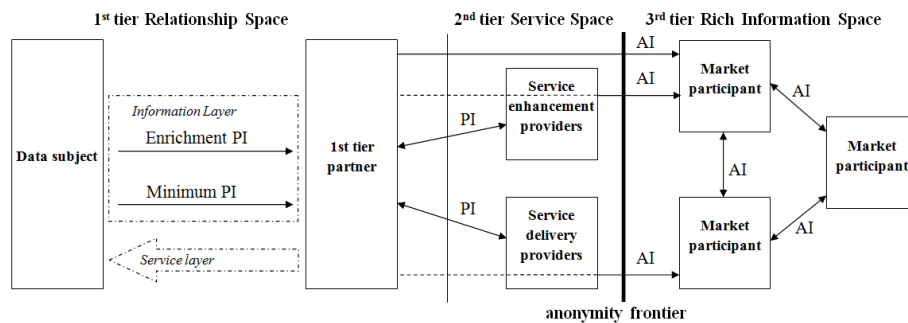 1st tier Relationship Space
2nd tier Service Space
3rd tier Rich Information Space
Data subject
Information Layer
Enrichment PI
Minimum PI
Service layer
1st tier
partner
PI
PI
Service
enhancement
providers
Service
delivery
providers
AI
AI
AI
anonymity frontier
Market
participant
AI
Market
participant
AI
AI
Market
participant